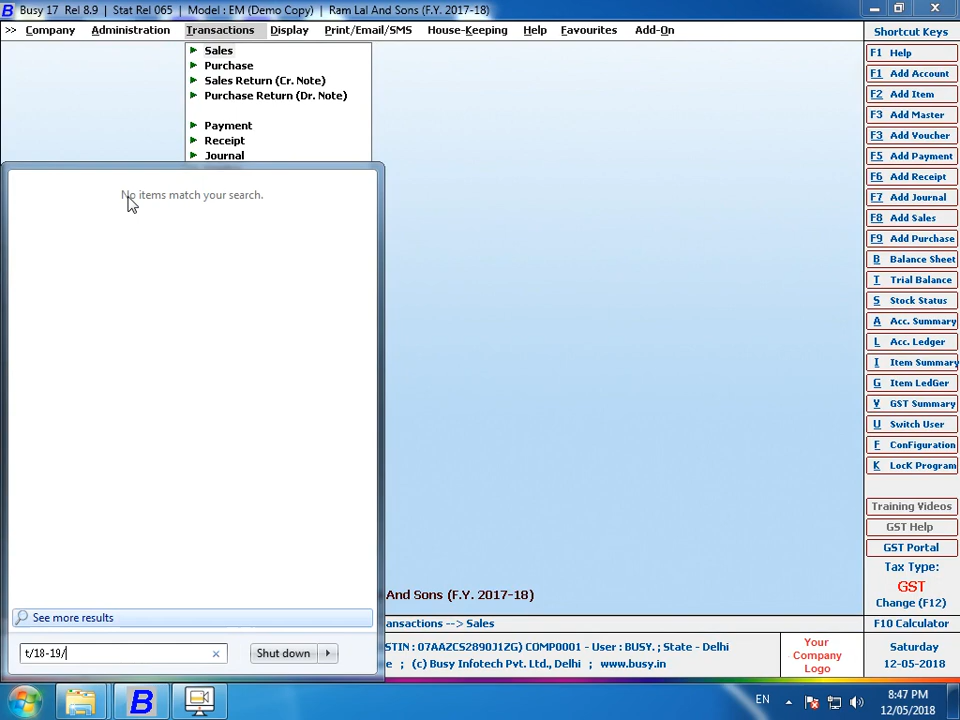 Busy 17 Rel 8.9 | Stat Rel 065 | Model : EM (Demo Copy) | Ram Lal And Sons (F.Y. 2017-18)
>> Company Administration Transactions Display Print/Email/SMS House-Keeping Help Favourites Add-On
Sales
Purchase
Sales Return (Cr. Note)
Purchase Return (Dr. Note)
Payment
Receipt
Journal
No items match your search.
See more results
t/18-19/
Shut down
And Sons (F.Y. 2017-18)
ansactions --> Sales
STIN : 07AAZCS2890J1ZG) COMP0001 - User : BUSY. ; State - Delhi
e ; (c) Busy Infotech Pvt. Ltd., Delhi ; www.busy.in
Your
Company
Logo
Shortcut Keys
F1 Help
F1 Add Account
F2 Add Item
F3 Add Master
F3 Add Voucher
F5 Add Payment
F6 Add Receipt
F7 Add Journal
F8 Add Sales
F9 Add Purchase
B Balance Sheet
T Trial Balance
S Stock Status
A Acc. Summary
L Acc. Ledger
I Item Summary
G Item LedGer
Y GST Summary
U Switch User
F ConFiguration
K LocK Program
Training Videos
GST Help
GST Portal
Tax Type:
GST
Change (F12)
F10 Calculator
Saturday
12-05-2018
EN
8:47 PM
12/05/2018